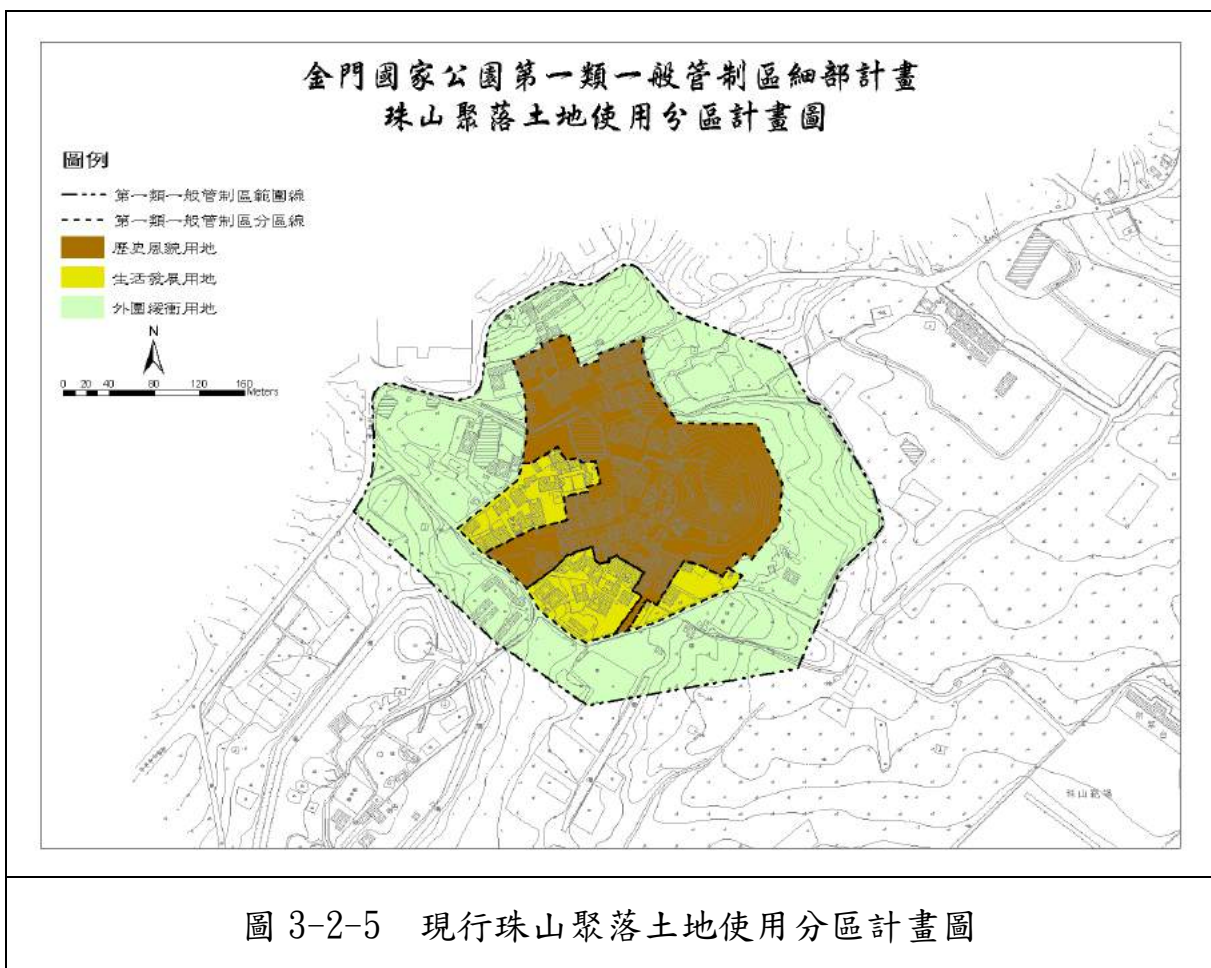 金門國家公園第一類一般管制區細部計畫
珠山聚落土地使用分區計畫圖
圖例
第一類一般管制區範圍線
第一類一般管制區分區線
歷史風貌用地
生活發展用地
外圍緩衝用地
N
0 20 40 80 120 160
Meters
珠山靶場
圖 3-2-5 現行珠山聚落土地使用分區計畫圖